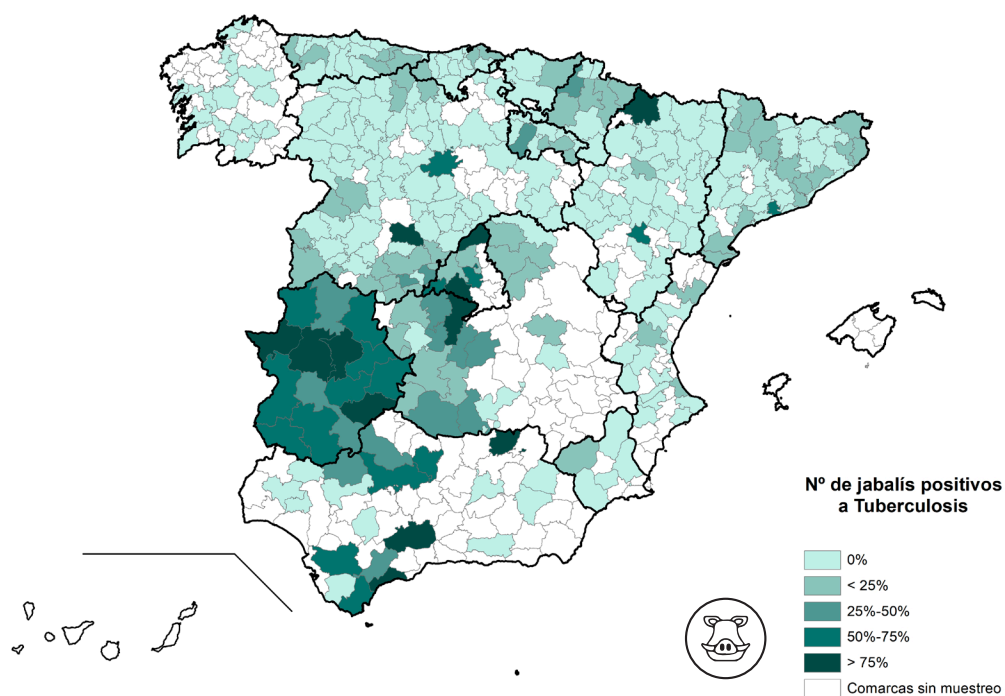 Nº de jabalís positivos
a Tuberculosis
0%
< 25%
25%-50%
50%-75%
> 75%
Comarcas sin muestreo